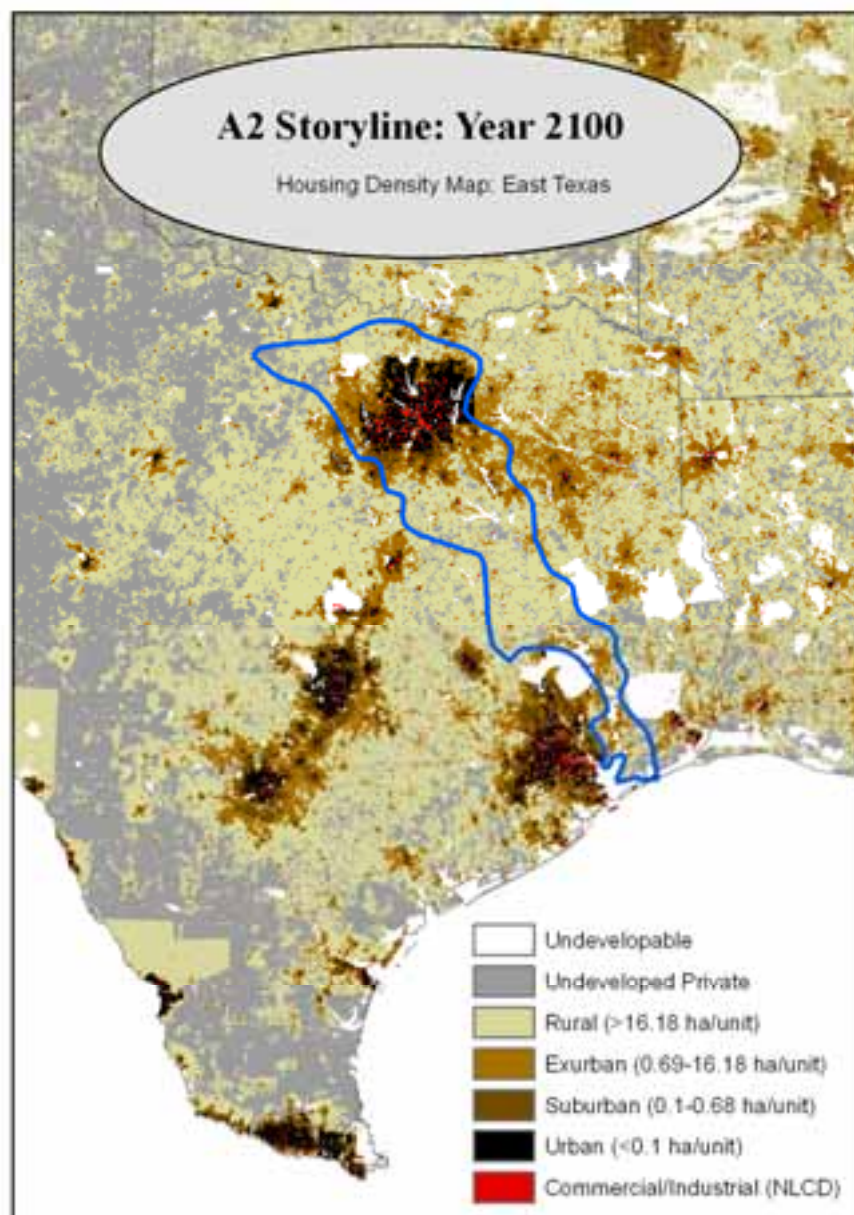 A2 Storyline: Year 2100
Housing Density Map: East Texas
Undevelopable
Undeveloped Private
Rural (>16.18 ha/unit)
Exurban (0.69-16.18 ha/unit)
Suburban (0.1-0.68 ha/unit)
Urban (<0.1 ha/unit)
Commercial/Industrial (NLCD)